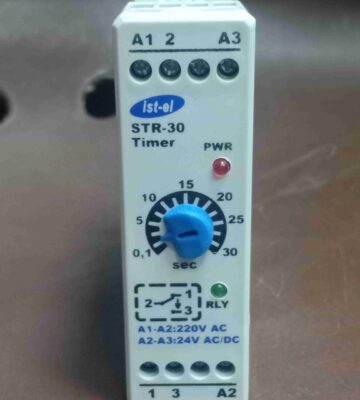 A1 2 A3
ist-el
STR-30
Timer
PWR
15
10 20
5 25
0,1 30
sec
1
2
3
RLY
A1-A2:220V AC
A2-A3:24V AC/DC
1 3 A2